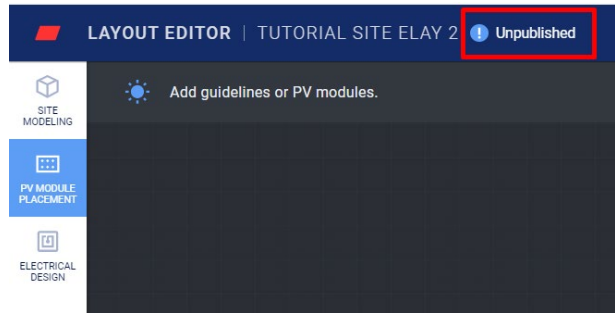 LAYOUT EDITOR | TUTORIAL SITE ELAY 2 ! Unpublished
Add guidelines or PV modules.
SITE
MODELING
PV MODULE
PLACEMENT
ELECTRICAL
DESIGN